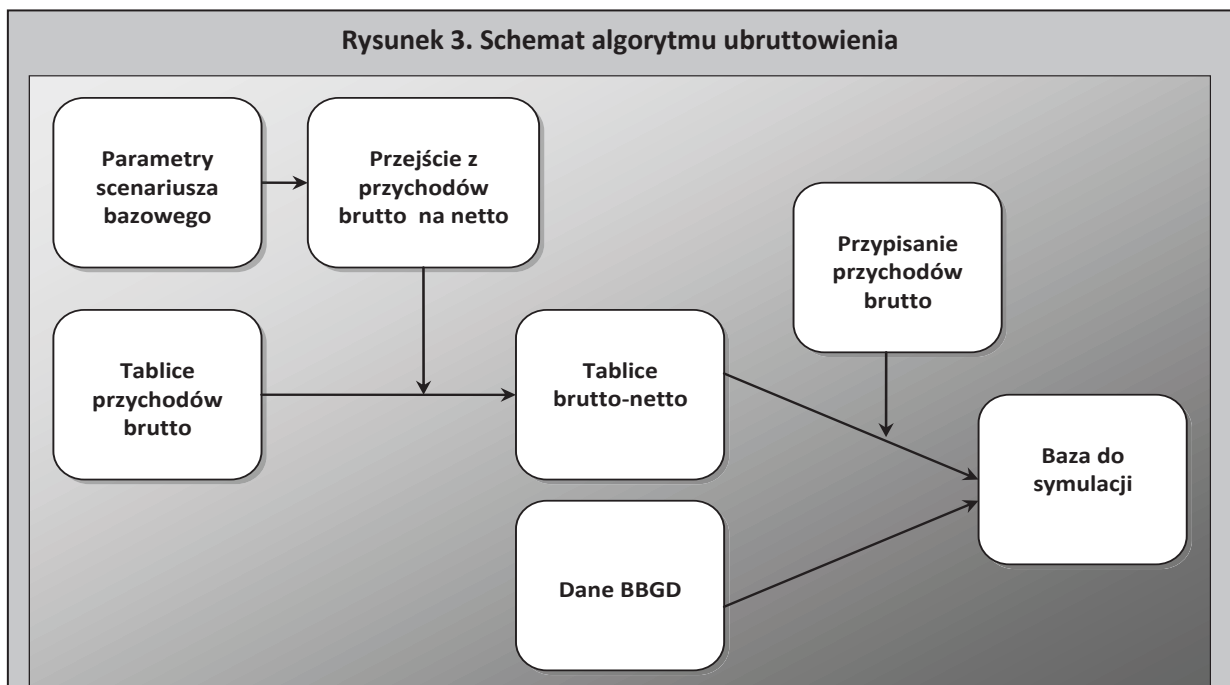 Rysunek 3. Schemat algorytmu ubruttowienia
Parametry
scenariusza
bazowego
Przejście z
przychodów
brutto na netto
Przypisanie
przychodów
brutto
Tablice
przychodów
brutto
Tablice
brutto-netto
Baza do
symulacji
Dane BBGD